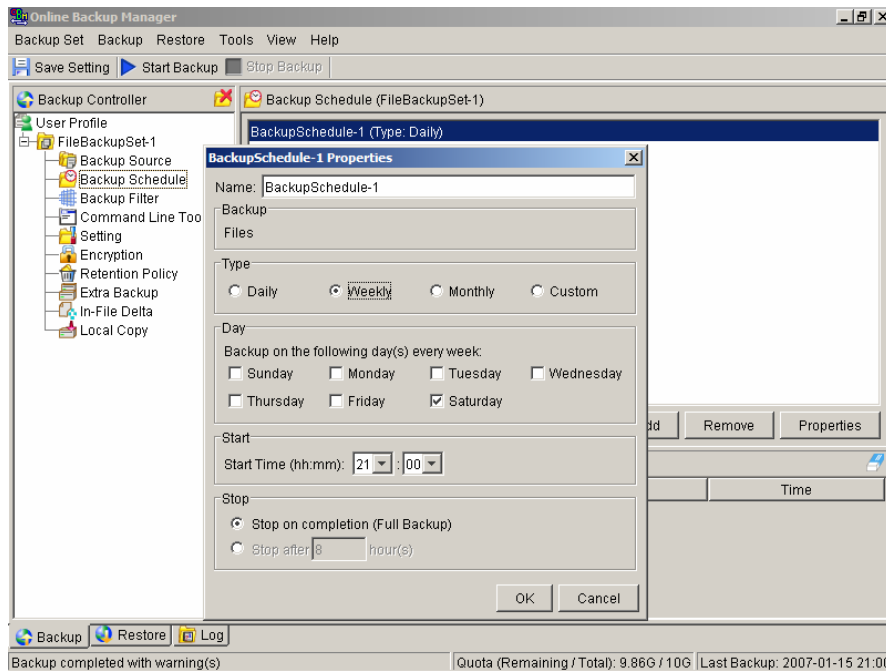 Online Backup Manager
Backup Set Backup Restore Tools View Help
Save Setting Start Backup Stop Backup
Backup Controller
Backup Schedule (FileBackupSet-1)
User Profile
FileBackupSet-1
Backup Source
Backup Schedule
Backup Filter
Command Line Too
Setting
Encryption
Retention Policy
Extra Backup
In-File Delta
Local Copy
BackupSchedule-1 (Type: Daily)
BackupSchedule-1 Properties
Name: BackupSchedule-1
Backup
Files
Type
Daily Weekly Monthly Custom
Day
Backup on the following day(s) every week:
Sunday Monday Tuesday Wednesday
Thursday Friday Saturday
Start
Start Time (hh:mm): 21 : 00
Stop
Stop on completion (Full Backup)
Stop after 8 hour(s)
OK Cancel
dd Remove Properties
Time
Backup Restore Log
Backup completed with warning(s)
Quota (Remaining / Total): 9.86G / 10G
Last Backup: 2007-01-15 21:0